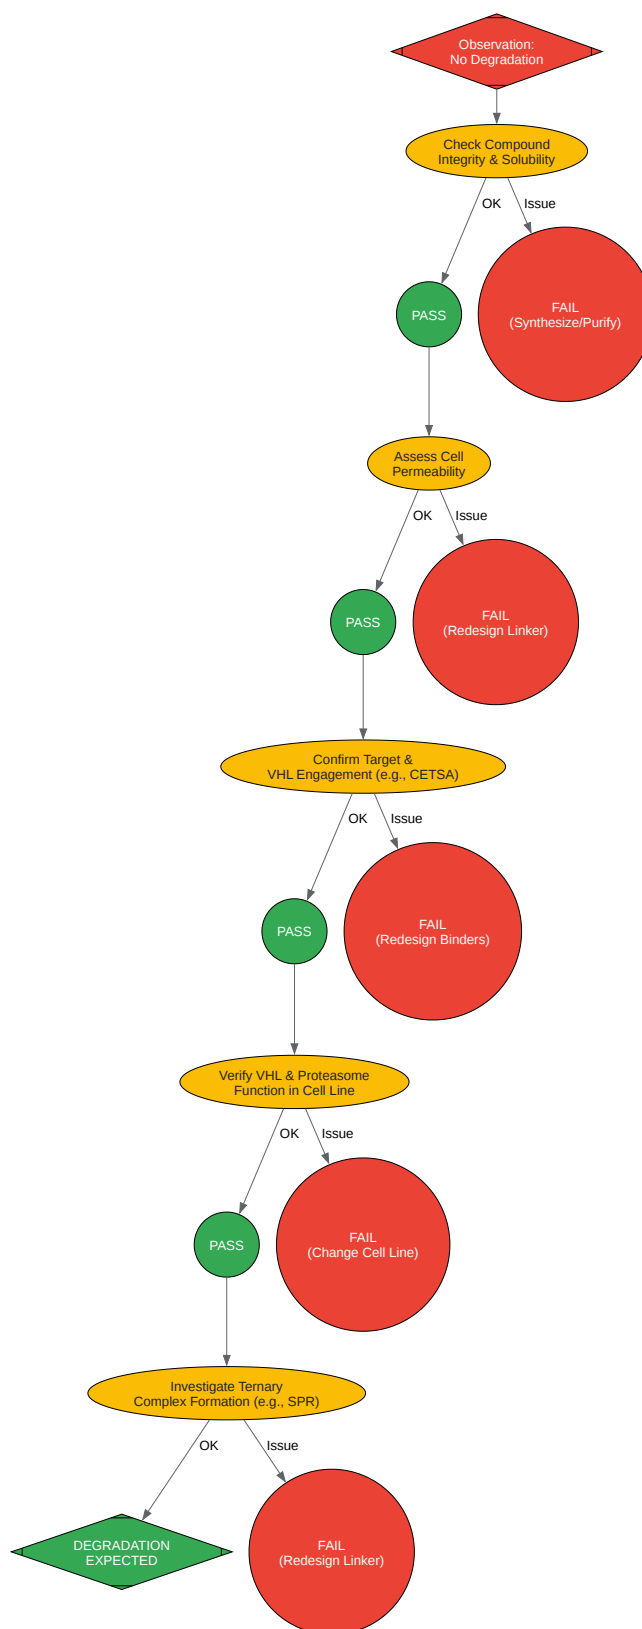 Observation:
No Degradation
Check Compound
Integrity & Solubility
OK
Issue
PASS
FAIL
(Synthesize/Purify)
Assess Cell
Permeability
OK
Issue
PASS
FAIL
(Redesign Linker)
Confirm Target &
VHL Engagement (e.g., CETSA)
OK
Issue
PASS
FAIL
(Redesign Binders)
Verify VHL & Proteasome
Function in Cell Line
OK
Issue
PASS
FAIL
(Change Cell Line)
Investigate Ternary
Complex Formation (e.g., SPR)
OK
Issue
DEGRADATION
EXPECTED
FAIL
(Redesign Linker)